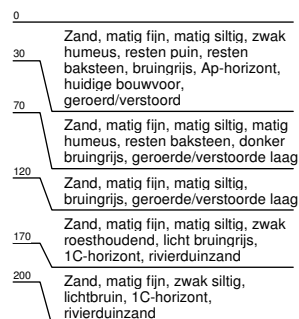 0
Zand, matig fijn, matig siltig, zwak
humeus, resten puin, resten
30
baksteen, bruingrijs, Ap-horizont,
huidige bouwvoor,
geroerd/verstoord
70
Zand, matig fijn, matig siltig, matig
humeus, resten baksteen, donker
bruingrijs, geroerde/verstoorde laag
120
Zand, matig fijn, matig siltig,
bruingrijs, geroerde/verstoorde laag
Zand, matig fijn, matig siltig, zwak
170
roesthoudend, licht bruingrijs,
1C-horizont, rivierduinzand
200
Zand, matig fijn, zwak siltig,
lichtbruin, 1C-horizont,
rivierduinzand